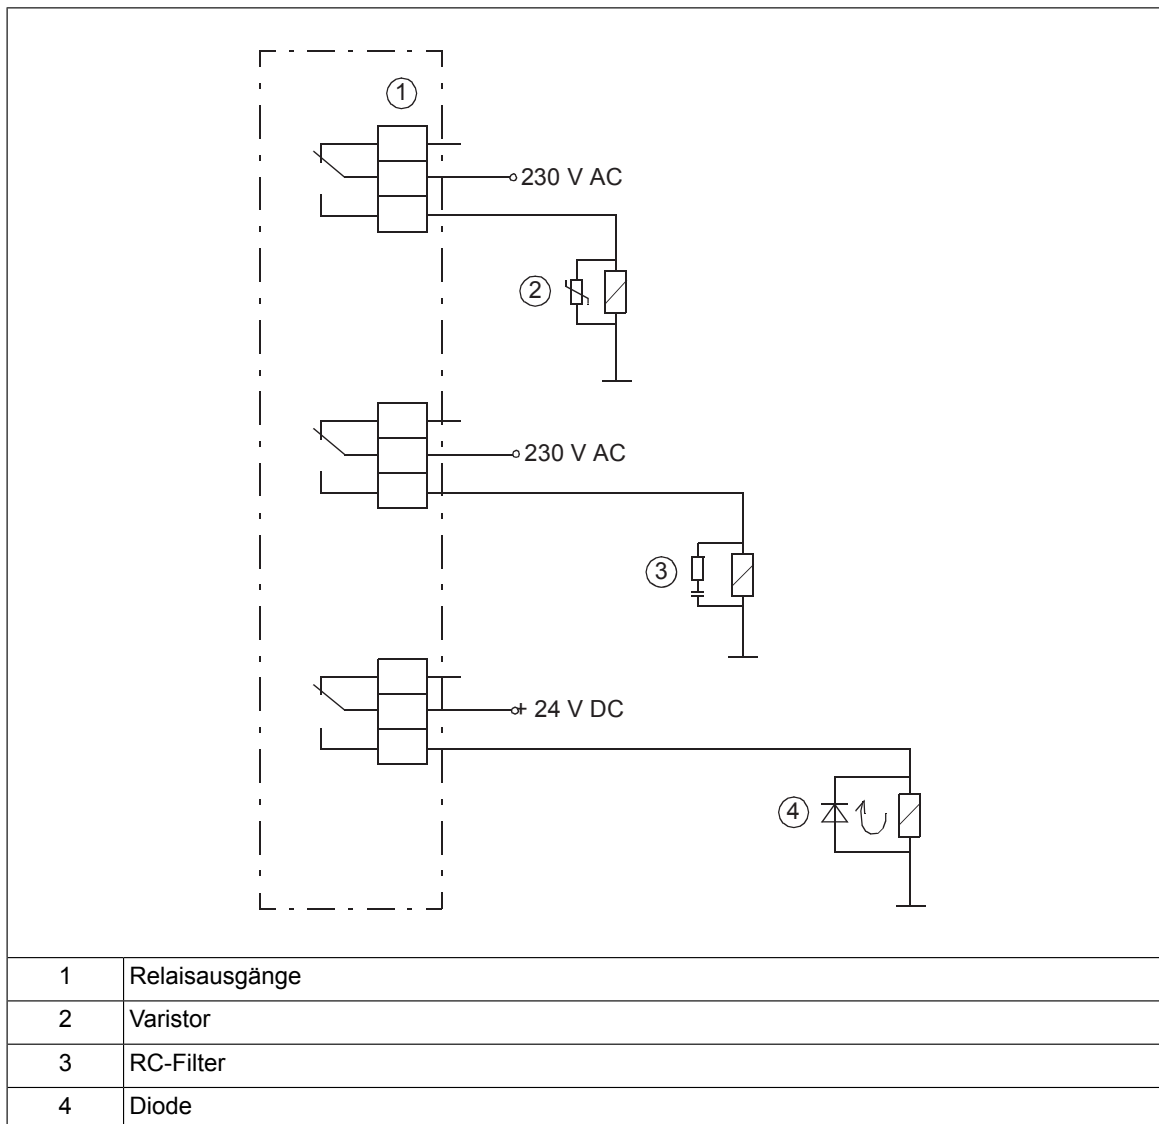 1
230 V AC
2
230 V AC
3
+ 24 V DC
4
1 Relaisausgänge
2 Varistor
3 RC-Filter
4 Diode